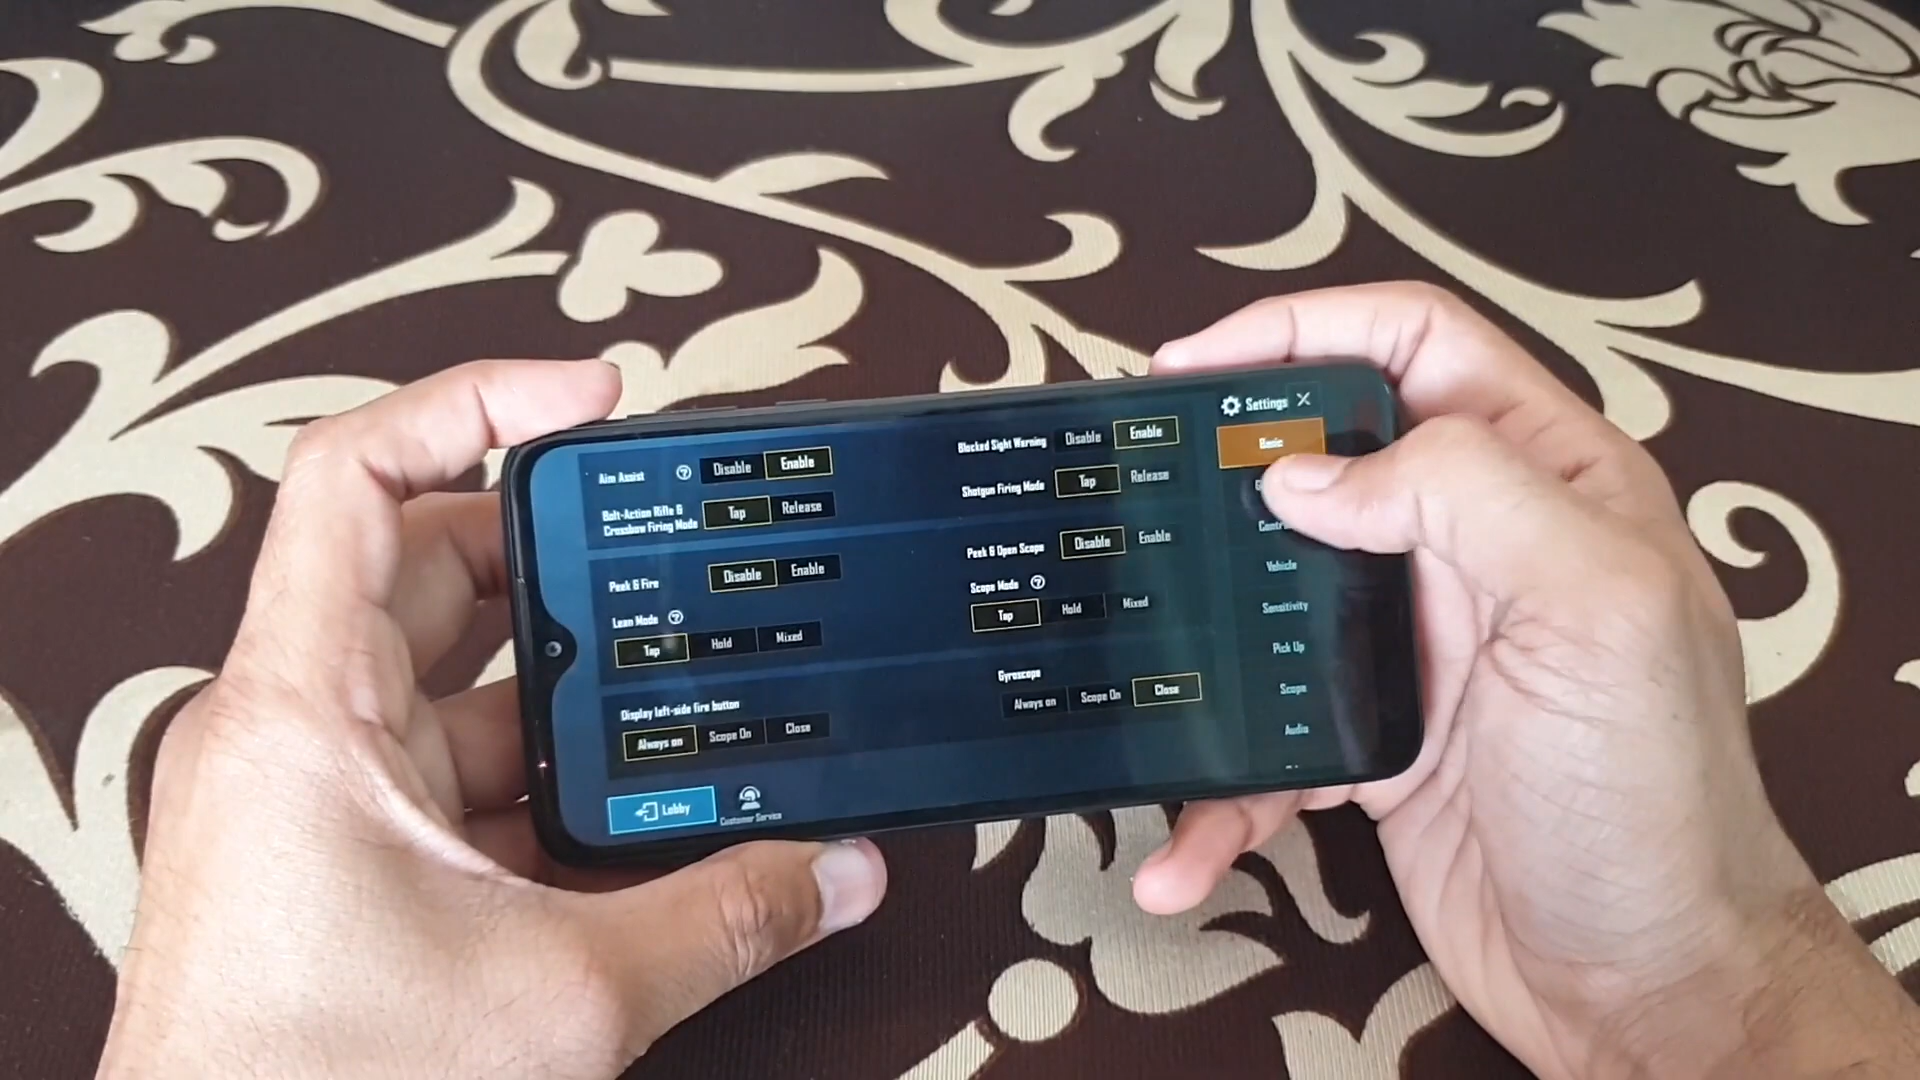 Settings X
Aim Assist ? Disable Enable
Blocked Sight Warning Disable Enable
Bolt-Action Rifle &
Crossbow Firing Mode Tap Release
Shotgun Firing Mode Tap Release
Peek & Fire Disable Enable
Peek & Open Scope Disable Enable
Lean Mode ?
Tap Hold Mixed
Scope Mode ?
Tap Hold Mixed
Display left-side fire button
Always on Scope On Close
Gyroscope
Always on Scope On Close
Lobby
Customer Service
Basic
Vehicle
Sensitivity
Pick Up
Scope
Audio